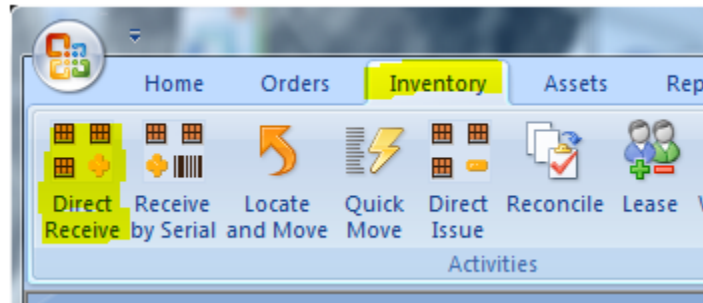 Home Orders Inventory Assets Rep
Direct Receive Locate Quick Direct Reconcile Lease
Receive by Serial and Move Move Issue
Activities